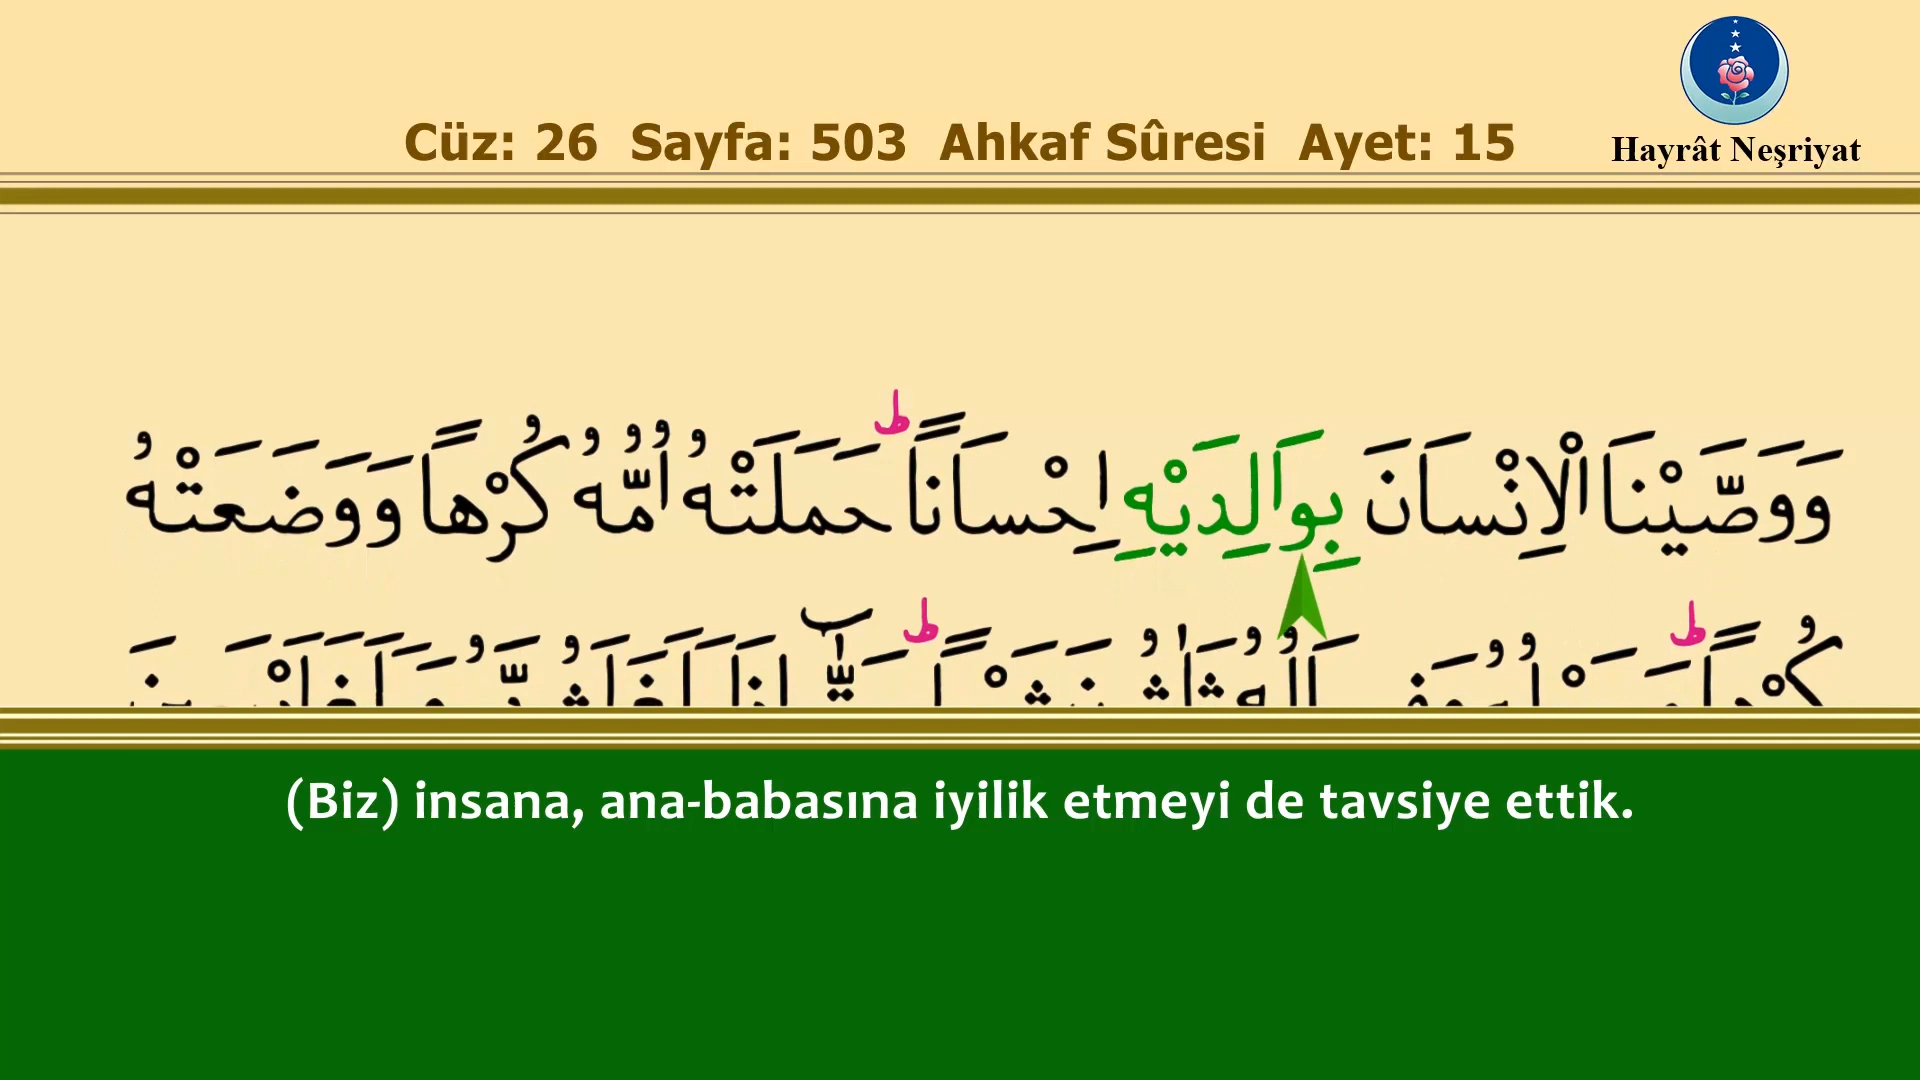 Cüz: 26 Sayfa: 503 Ahkaf Sûresi Ayet: 15
Hayrât Neşriyat
وَوَصَّيْنَا الْاِنْسَانَ بِوَالِدَيْهِ اِحْسَانًاۜ حَمَلَتْهُ اُمُّهُ كُرْهًا وَوَضَعَتْهُ
(Biz) insana, ana-babasına iyilik etmeyi de tavsiye ettik.